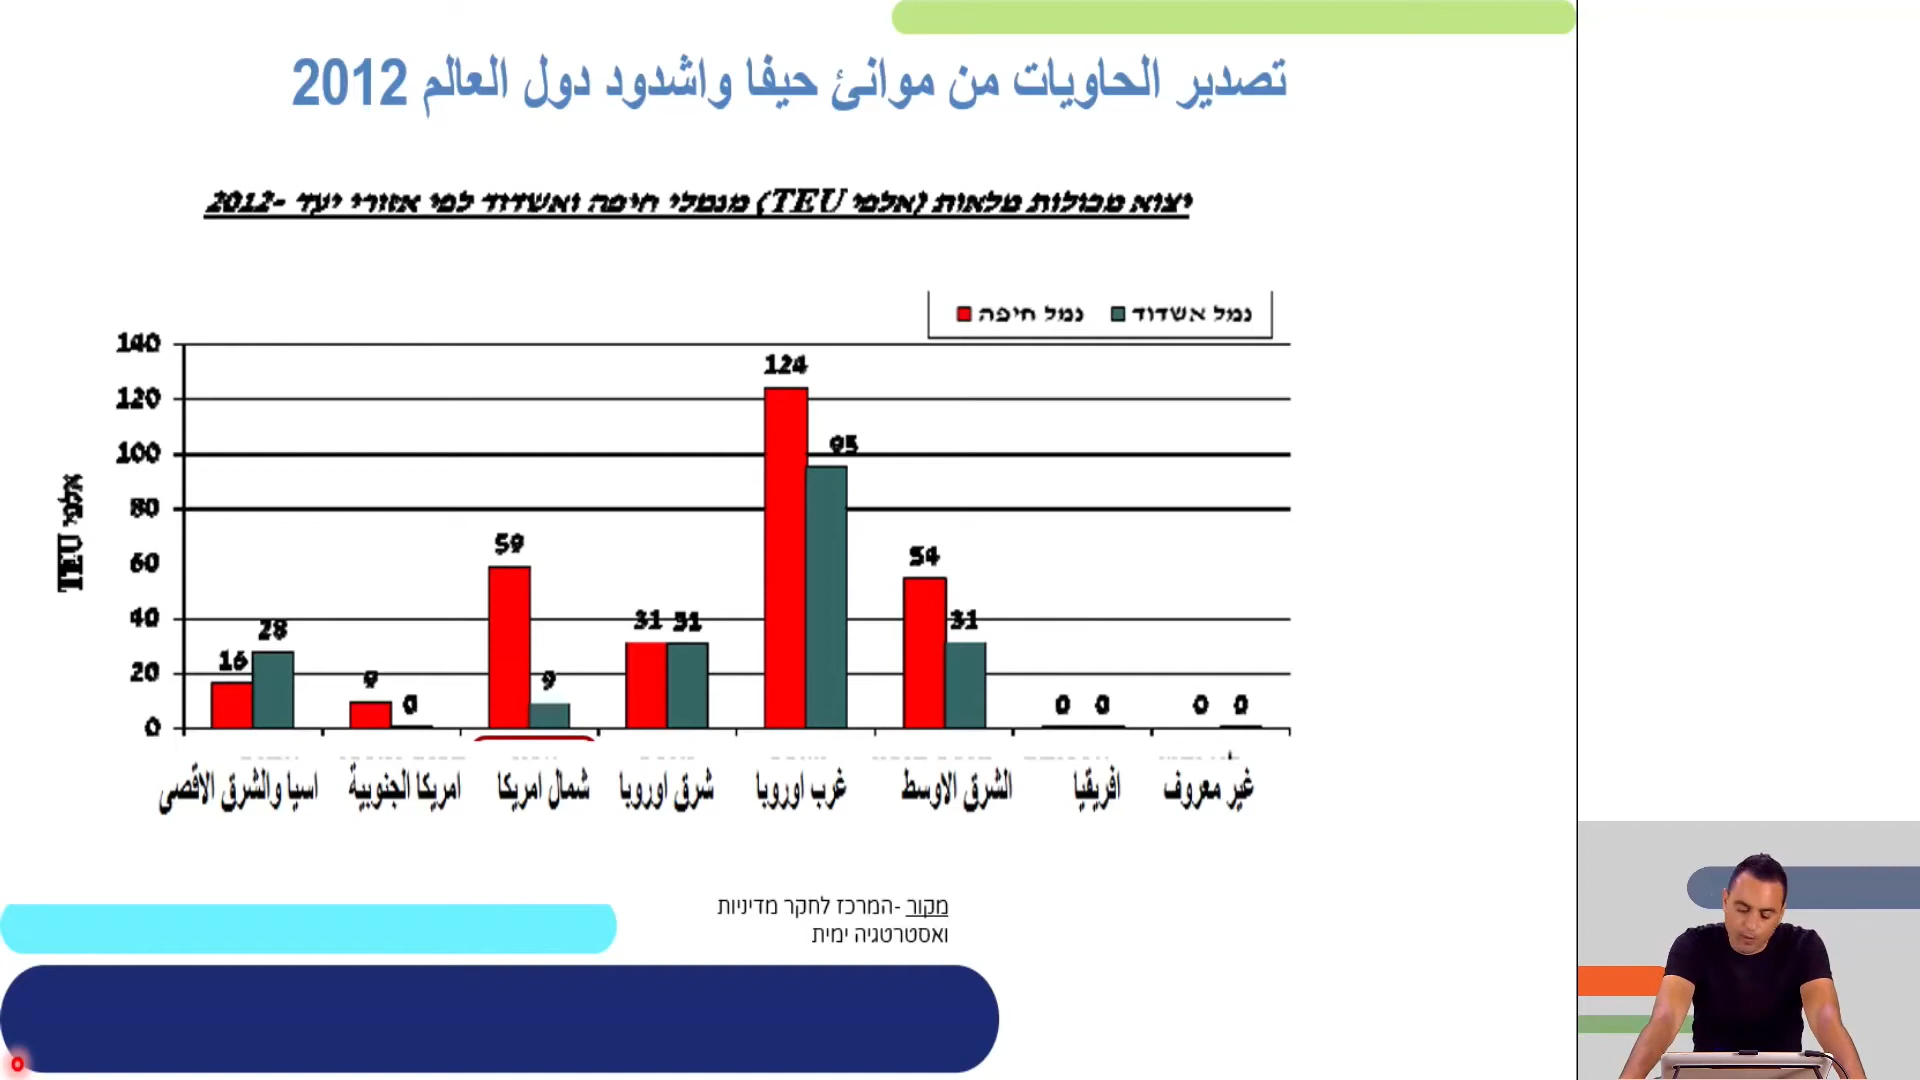 تصدير الحاويات من موانئ حيفا واشدود دول العالم 2012
יצוא מכולות מלאות (אלפי TEU) מנמלי חיפה ואשדוד לפי אזורי יעד -2012
נמל חיפה נמל אשדוד
אלפי TEU
140
120
100
80
60
40
20
0
16 28
9 0
59 9
31 31
124 95
54 31
0 0
0 0
اسيا والشرق الاقصى امريكا الجنوبية شمال امريكا شرق اوروبا غرب اوروبا الشرق الاوسط افريقيا غير معروف
מקור -המרכז לחקר מדיניות
ואסטרטגיה ימית